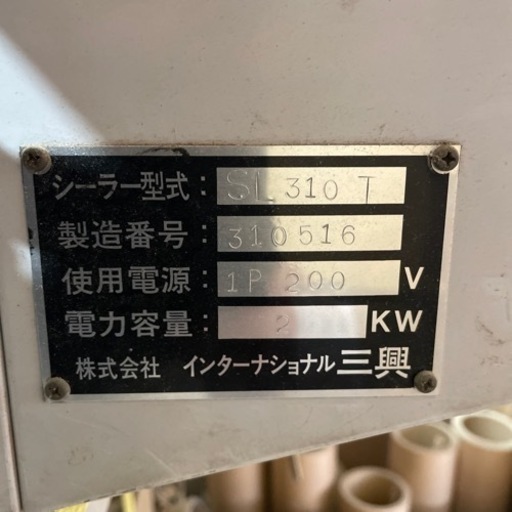 シーラー型式：SL 310 T
製造番号：310516
使用電源：1P 200 V
電力容量：2 KW
株式会社 インターナショナル三興